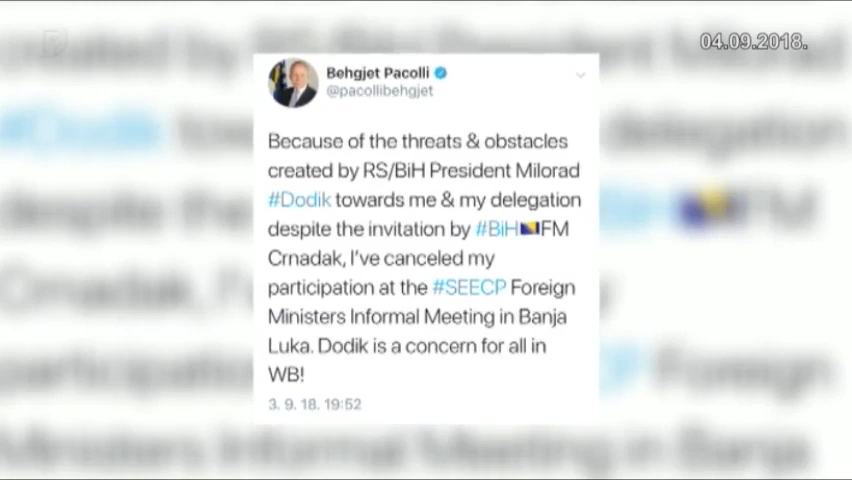 04.09.2018.
Behgjet Pacolli
@pacollibehgjet
Because of the threats & obstacles
created by RS/BiH President Milorad
#Dodik towards me & my delegation
despite the invitation by #BiH🇧🇦FM
Crnadak, I've canceled my
participation at the #SEECP Foreign
Ministers Informal Meeting in Banja
Luka. Dodik is a concern for all in
WB!
3. 9. 18. 19:52